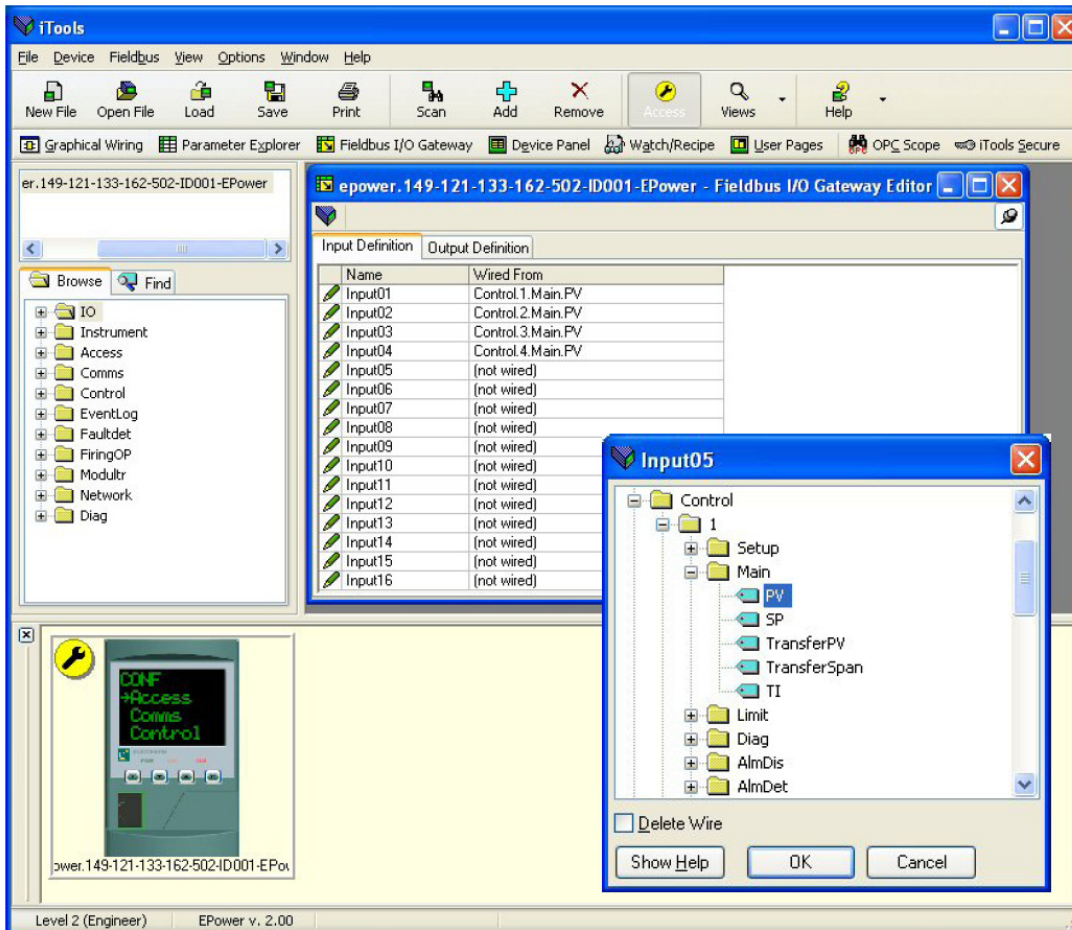 iTools
File Device Fieldbus View Options Window Help
New File Open File Load Save Print Scan Add Remove Access Views Help
Graphical Wiring Parameter Explorer Fieldbus I/O Gateway Device Panel Watch/Recipe User Pages OPC Scope iTools Secure
er.149-121-133-162-502-ID001-EPower
Browse Find
IO
Instrument
Access
Comms
Control
EventLog
Faultdet
FiringOP
Modultr
Network
Diag
epower.149-121-133-162-502-ID001-EPower - Fieldbus I/O Gateway Editor
Input Definition Output Definition
Name Wired From
Input01 Control.1.Main.PV
Input02 Control.2.Main.PV
Input03 Control.3.Main.PV
Input04 Control.4.Main.PV
Input05 (not wired)
Input06 (not wired)
Input07 (not wired)
Input08 (not wired)
Input09 (not wired)
Input10 (not wired)
Input11 (not wired)
Input12 (not wired)
Input13 (not wired)
Input14 (not wired)
Input15 (not wired)
Input16 (not wired)
Input05
Control
1
Setup
Main
PV
SP
TransferPV
TransferSpan
TI
Limit
Diag
AlmDis
AlmDet
Delete Wire
Show Help OK Cancel
CONF
→Access
Comms
Control
ower.149-121-133-162-502-ID001-EPo
Level 2 (Engineer) EPower v. 2.00